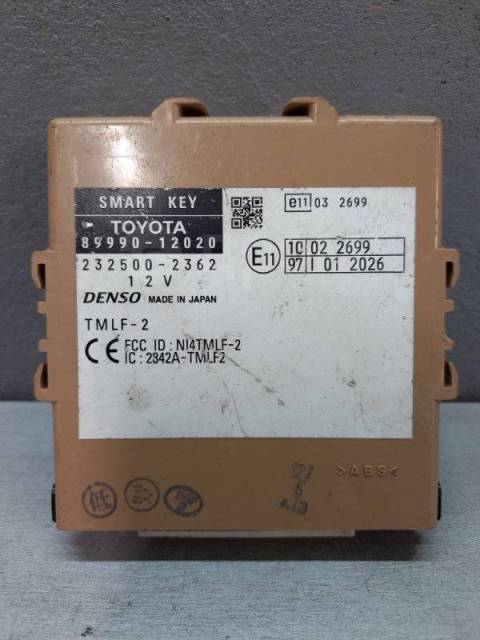 SMART KEY
TOYOTA
89990-12020
232500-2362
12V
DENSO MADE IN JAPAN
TMLF-2
CE FCC ID : NI4TMLF-2
IC : 2342A-TMLF2
e11 03 2699
E11 10 02 2699
97 I 01 2026
>ABS<
低